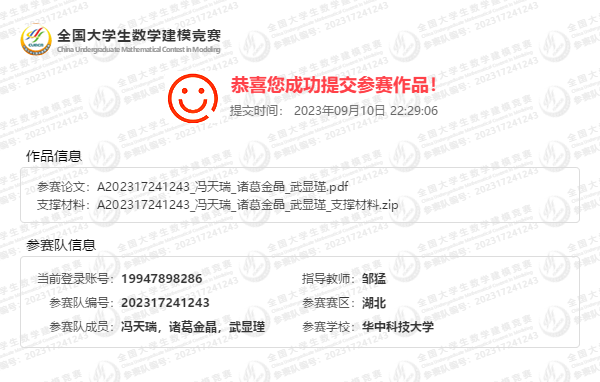 全国大学生数学建模竞赛
China Undergraduate Mathematical Contest in Modeling
恭喜您成功提交参赛作品！
提交时间： 2023年09月10日 22:29:06
作品信息
参赛论文：A202317241243_冯天瑞_诸葛金晶_武显瑾.pdf
支撑材料：A202317241243_冯天瑞_诸葛金晶_武显瑾_支撑材料.zip
参赛队信息
当前登录账号：19947898286 指导教师：邹猛
参赛队编号：202317241243 参赛赛区：湖北
参赛队成员：冯天瑞，诸葛金晶，武显瑾 参赛学校：华中科技大学